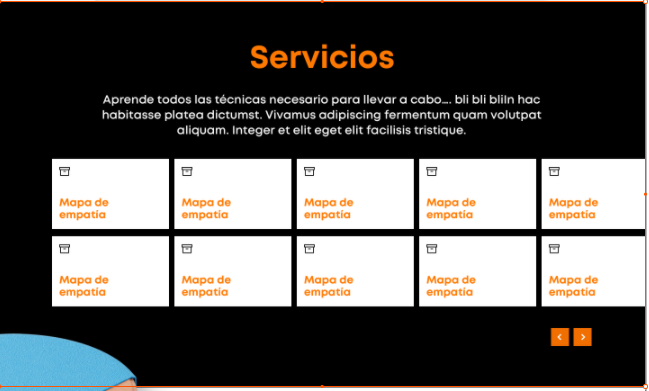 Servicios
Aprende todos las técnicas necesario para llevar a cabo.... bli bli bliIn hac
habitasse platea dictumst. Vivamus adipiscing fermentum quam volutpat
aliquam. Integer et elit eget elit facilisis tristique.
Mapa de
empatía
Mapa de
empatía
Mapa de
empatía
Mapa de
empatía
Mapa de
empatía
Mapa de
empatía
Mapa de
empatía
Mapa de
empatía
Mapa de
empatía
Mapa de
empatía